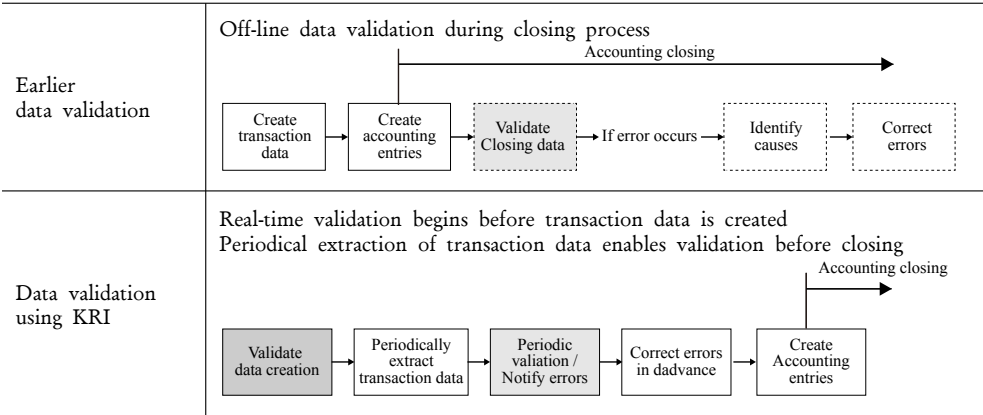 Off-line data validation during closing process
Accounting closing
Earlier
data validation
Create
transaction
data
Create
accounting
entries
Validate
Closing data
If error occurs
Identify
causes
Correct
errors
Real-time validation begins before transaction data is created
Periodical extraction of transaction data enables validation before closing
Accounting closing
Data validation
using KRI
Validate
data creation
Periodically
extract
transaction data
Periodic
valiation /
Notify errors
Correct errors
in dadvance
Create
Accounting
entries